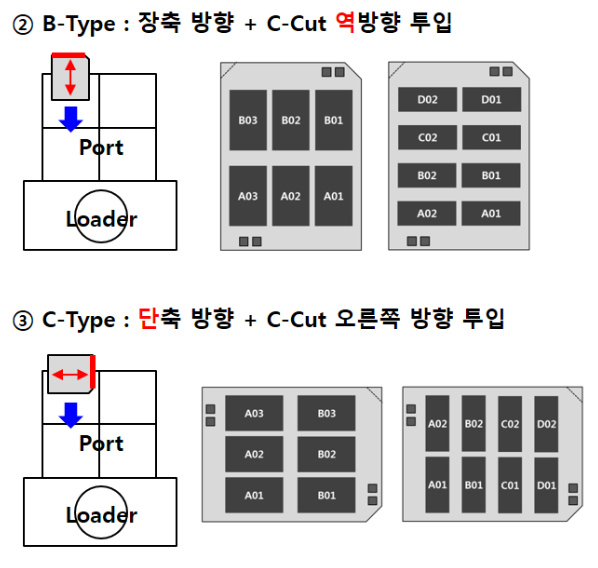 ② B-Type : 장축 방향 + C-Cut 역방향 투입
Port
Loader
B03 B02 B01
A03 A02 A01
D02 D01
C02 C01
B02 B01
A02 A01
③ C-Type : 단축 방향 + C-Cut 오른쪽 방향 투입
Port
Loader
A03 B03
A02 B02
A01 B01
A02 B02 C02 D02
A01 B01 C01 D01